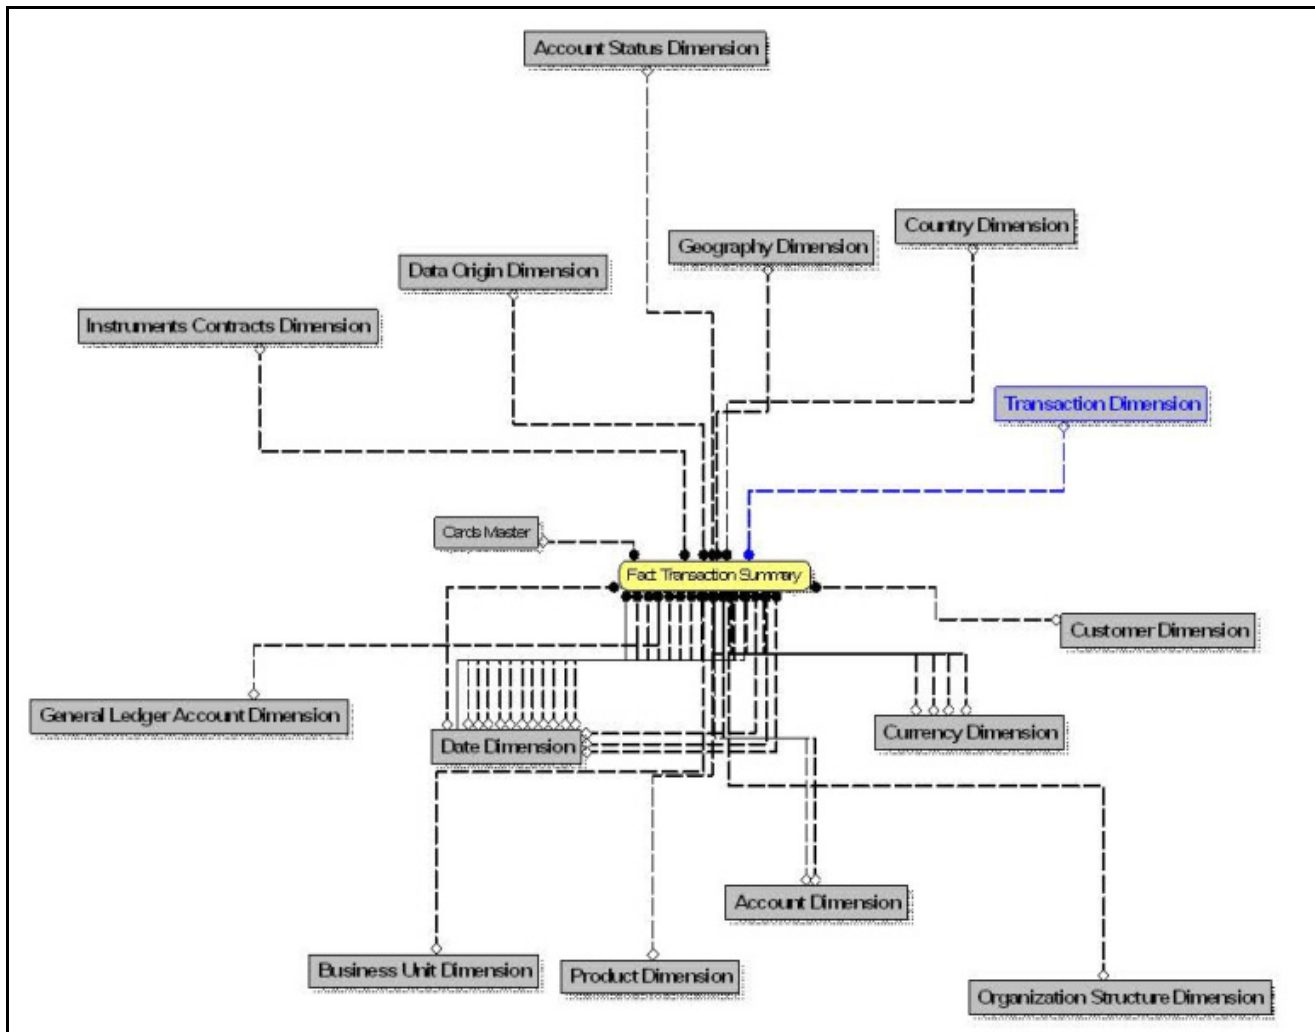 Account Status Dimension
Country Dimension
Geography Dimension
Data Origin Dimension
Instruments Contracts Dimension
Transaction Dimension
Cards Master
Fact Transaction Summary
Customer Dimension
General Ledger Account Dimension
Currency Dimension
Date Dimension
Account Dimension
Business Unit Dimension
Product Dimension
Organization Structure Dimension